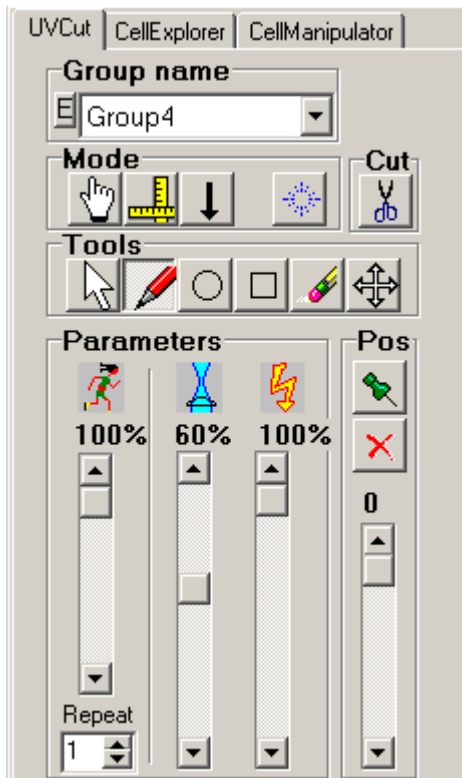 UVCut CellExplorer CellManipulator
Group name
E Group4
Mode Cut
Tools
Parameters Pos
100% 60% 100%
0
Repeat
1